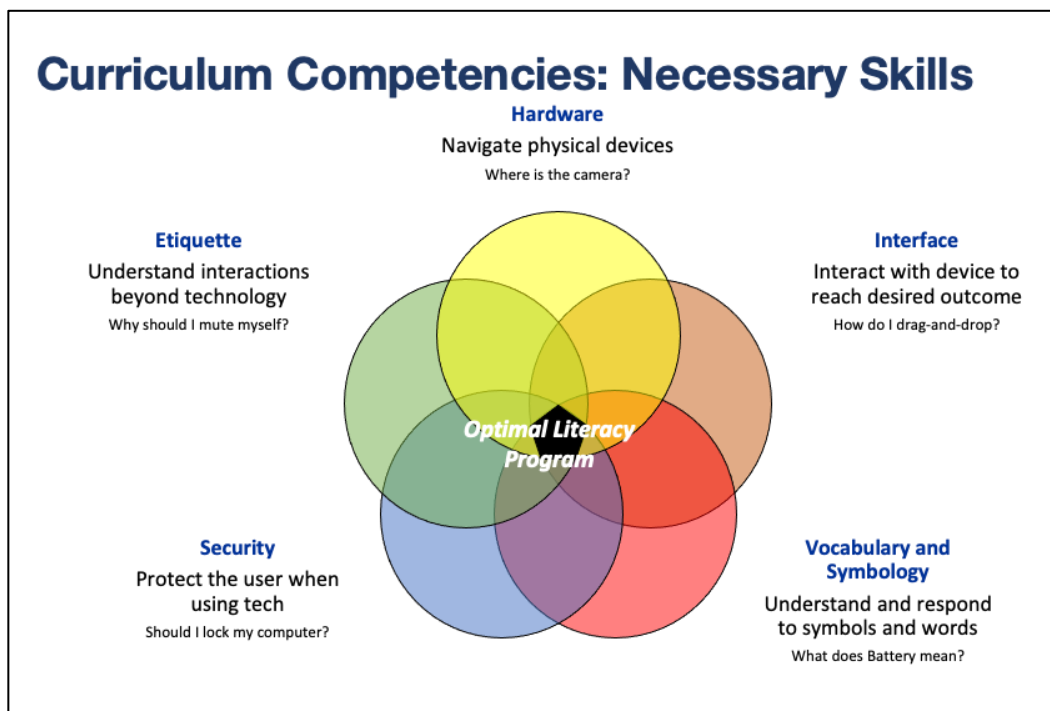 Curriculum Competencies: Necessary Skills
Hardware
Navigate physical devices
Where is the camera?
Etiquette
Understand interactions
beyond technology
Why should I mute myself?
Interface
Interact with device to
reach desired outcome
How do I drag-and-drop?
Optimal Literacy
Program
Security
Protect the user when
using tech
Should I lock my computer?
Vocabulary and
Symbology
Understand and respond
to symbols and words
What does Battery mean?